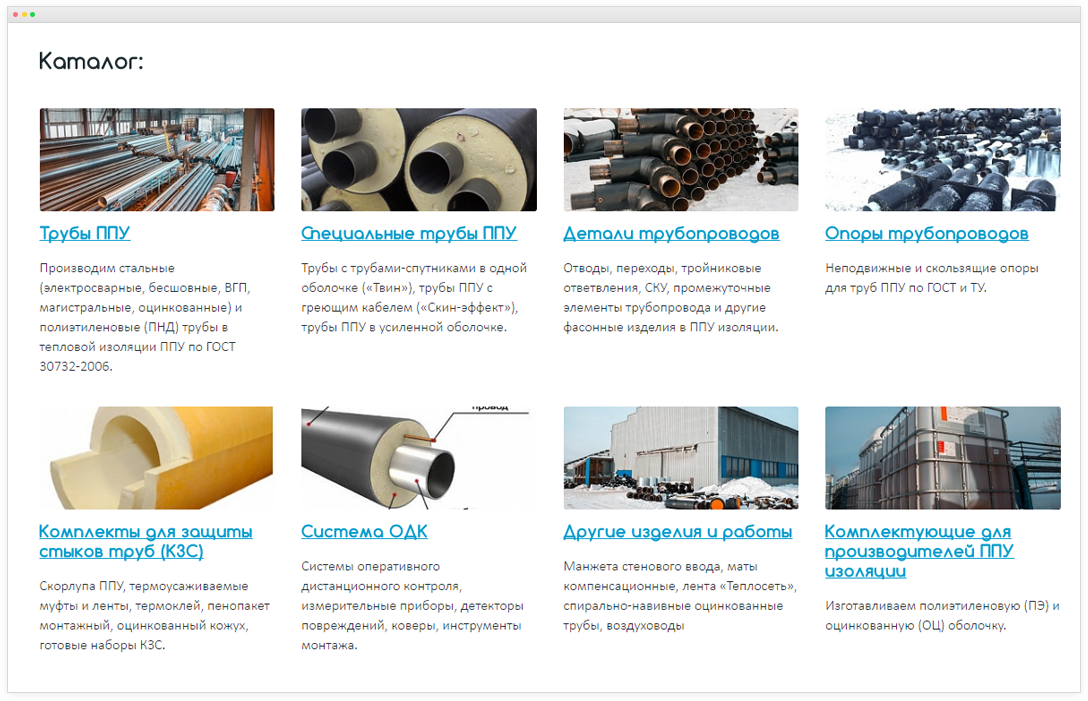 Каталог:
Трубы ППУ
Производим стальные
(электросварные, бесшовные, ВГП,
магистральные, оцинкованные) и
полиэтиленовые (ПНД) трубы в
тепловой изоляции ППУ по ГОСТ
30732-2006.
Специальные трубы ППУ
Трубы с трубами-спутниками в одной
оболочке («Твин»), трубы ППУ с
греющим кабелем («Скин-эффект»),
трубы ППУ в усиленной оболочке.
Детали трубопроводов
Отводы, переходы, тройниковые
ответвления, СКУ, промежуточные
элементы трубопровода и другие
фасонные изделия в ППУ изоляции.
Опоры трубопроводов
Неподвижные и скользящие опоры
для труб ППУ по ГОСТ и ТУ.
Комплекты для защиты
стыков труб (КЗС)
Скорлупа ППУ, термоусаживаемые
муфты и ленты, термоклей, пенопакет
монтажный, оцинкованный кожух,
готовые наборы КЗС.
провод
Система ОДК
Системы оперативного
дистанционного контроля,
измерительные приборы, детекторы
повреждений, коверы, инструменты
монтажа.
Другие изделия и работы
Манжета стенового ввода, маты
компенсационные, лента «Теплосеть»,
спирально-навивные оцинкованные
трубы, воздуховоды
Комплектующие для
производителей ППУ
изоляции
Изготавливаем полиэтиленовую (ПЭ) и
оцинкованную (ОЦ) оболочку.